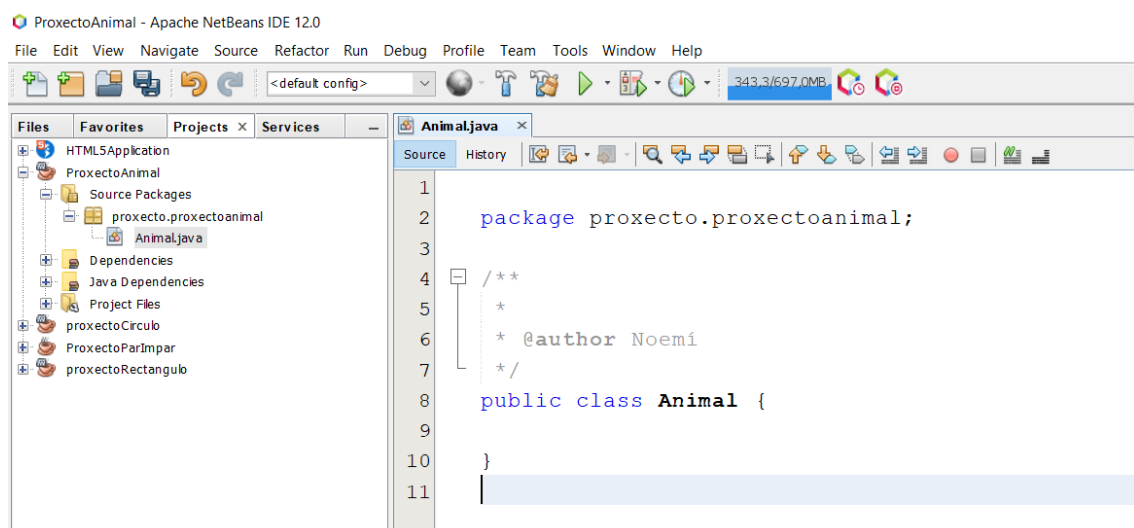 ProxectoAnimal - Apache NetBeans IDE 12.0
File Edit View Navigate Source Refactor Run Debug Profile Team Tools Window Help
<default config>
343,3/697,0MB
Files Favorites Projects × Services –
HTML5Application
ProxectoAnimal
Source Packages
proxecto.proxectoanimal
Animal.java
Dependencies
Java Dependencies
Project Files
proxectoCirculo
ProxectoParImpar
proxectoRectangulo
Animal.java ×
Source History
1
2 package proxecto.proxectoanimal;
3
4 /**
5 *
6 * @author Noemí
7 */
8 public class Animal {
9
10 }
11